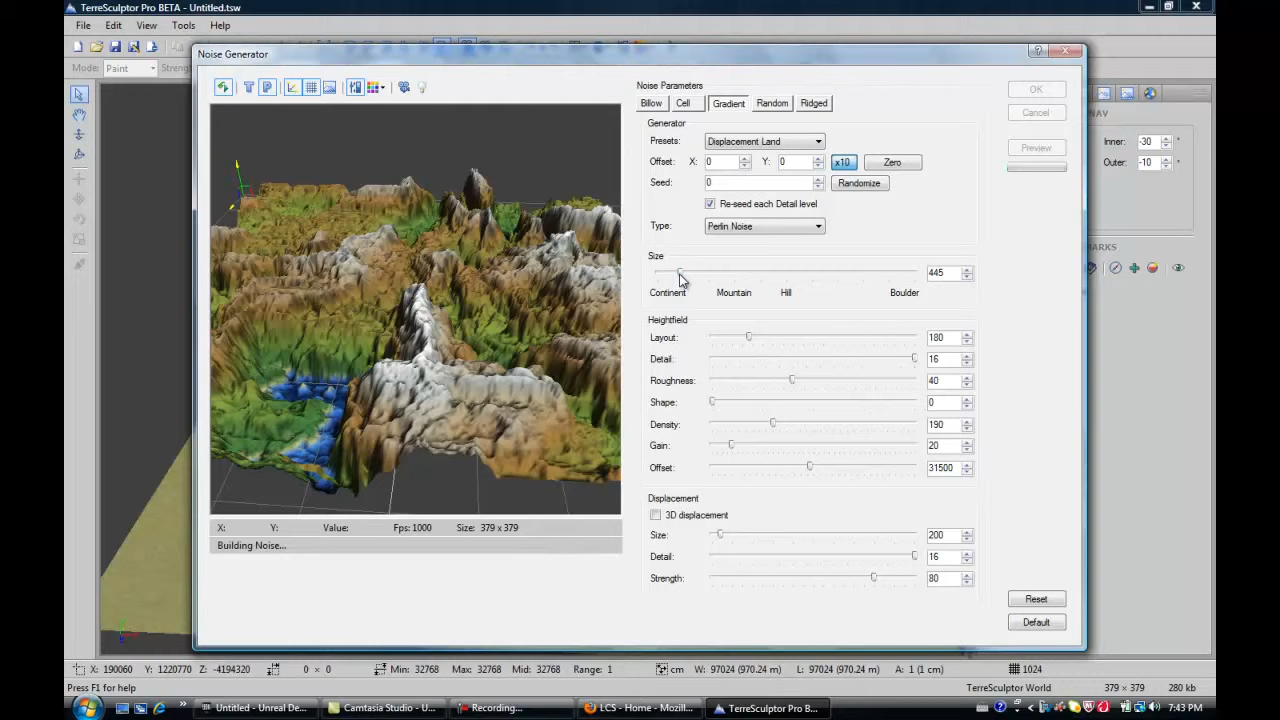 TerreSculptor Pro BETA - Untitled.tsw
File Edit View Tools Help
Mode: Paint
Noise Generator
Noise Parameters
Billow Cell Gradient Random Ridged
OK
Cancel
Preview
Generator
Presets: Displacement Land
Offset: X: 0 Y: 0 x10 Zero
Seed: 0 Randomize
Re-seed each Detail level
Type: Perlin Noise
Size
445
Continent Mountain Hill Boulder
Heightfield
Layout: 180
Detail: 16
Roughness: 40
Shape: 0
Density: 190
Gain: 20
Offset: 31500
Displacement
3D displacement
Size: 200
Detail: 16
Strength: 80
Reset
Default
X: Y: Value: Fps: 1000 Size: 379 x 379
Building Noise...
NAV
Inner: -30 °
Outer: -10 °
MARKS
X: 190060 Y: 1220770 Z: -4194320 0 × 0 Min: 32768 Max: 32768 Mid: 32768 Range: 1 cm W: 97024 (970.24 m) L: 97024 (970.24 m) A: 1 (1 cm) 1024
Press F1 for help TerreSculptor World 379 × 379 280 kb
Untitled - Unreal De... Camtasia Studio - U... Recording... LCS - Home - Mozill... TerreSculptor Pro B... 7:43 PM